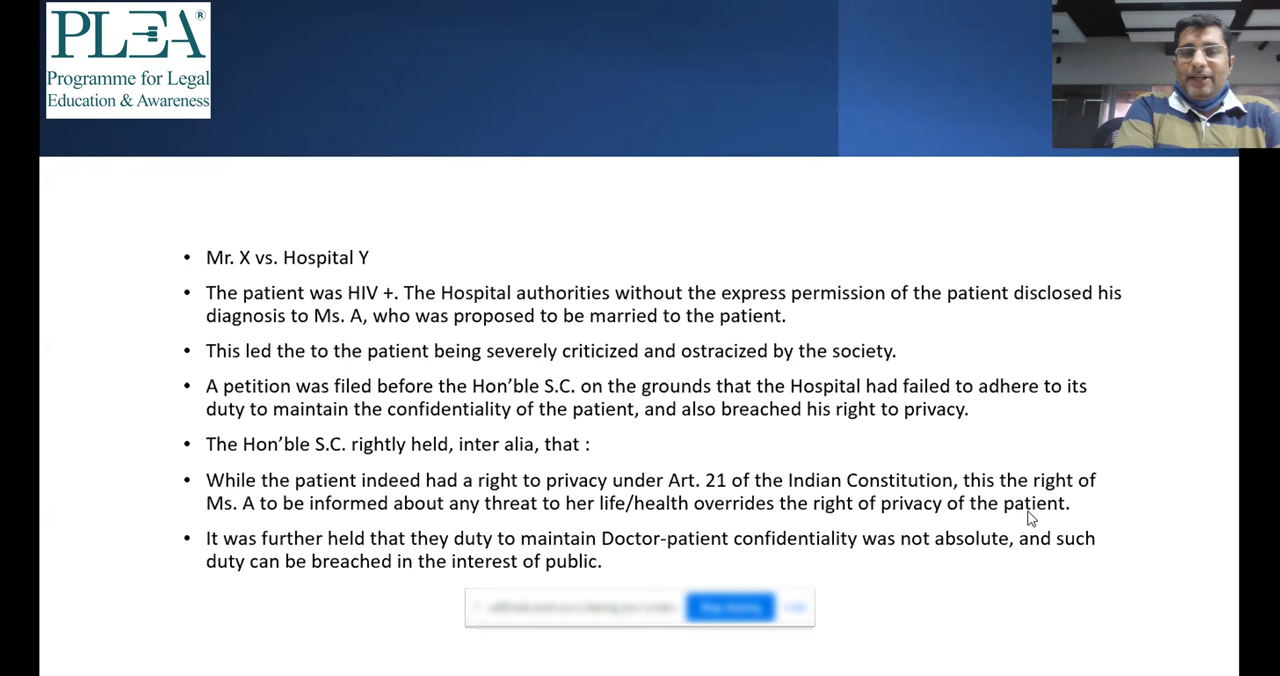 PLEA®
Programme for Legal
Education & Awareness
• Mr. X vs. Hospital Y
• The patient was HIV +. The Hospital authorities without the express permission of the patient disclosed his
diagnosis to Ms. A, who was proposed to be married to the patient.
• This led the to the patient being severely criticized and ostracized by the society.
• A petition was filed before the Hon’ble S.C. on the grounds that the Hospital had failed to adhere to its
duty to maintain the confidentiality of the patient, and also breached his right to privacy.
• The Hon’ble S.C. rightly held, inter alia, that :
• While the patient indeed had a right to privacy under Art. 21 of the Indian Constitution, this the right of
Ms. A to be informed about any threat to her life/health overrides the right of privacy of the patient.
• It was further held that they duty to maintain Doctor-patient confidentiality was not absolute, and such
duty can be breached in the interest of public.